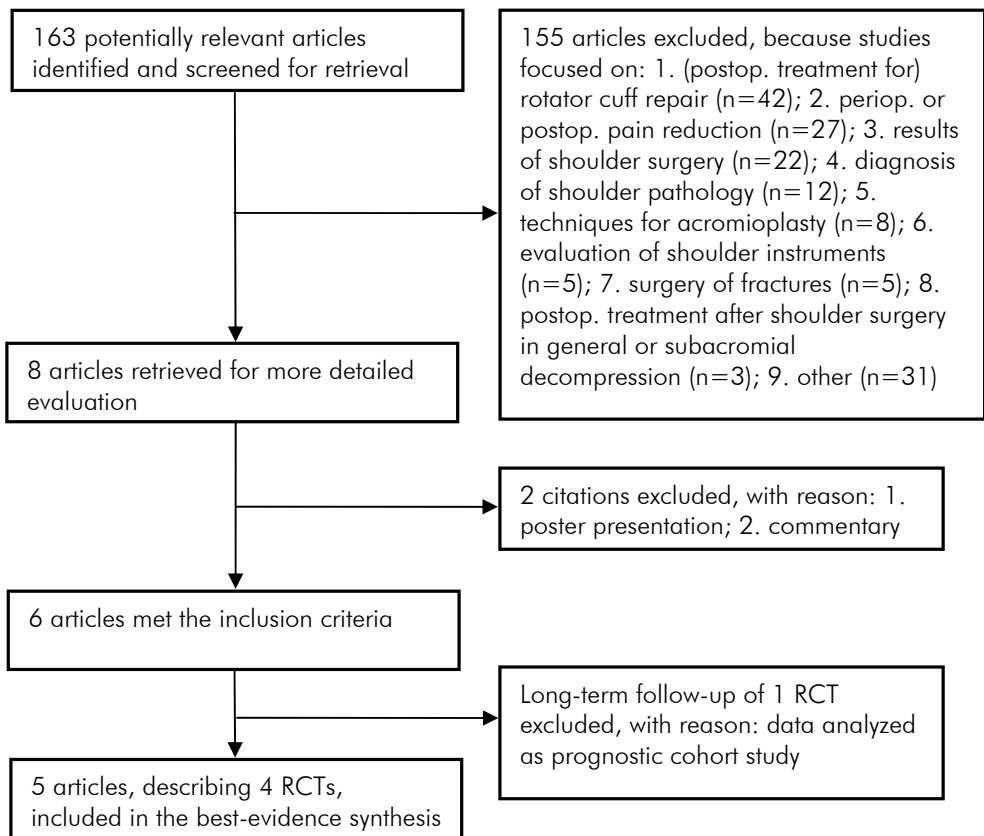 163 potentially relevant articles
identified and screened for retrieval
155 articles excluded, because studies
focused on: 1. (postop. treatment for)
rotator cuff repair (n=42); 2. periop. or
postop. pain reduction (n=27); 3. results
of shoulder surgery (n=22); 4. diagnosis
of shoulder pathology (n=12); 5.
techniques for acromioplasty (n=8); 6.
evaluation of shoulder instruments
(n=5); 7. surgery of fractures (n=5); 8.
postop. treatment after shoulder surgery
in general or subacromial
decompression (n=3); 9. other (n=31)
8 articles retrieved for more detailed
evaluation
2 citations excluded, with reason: 1.
poster presentation; 2. commentary
6 articles met the inclusion criteria
Long-term follow-up of 1 RCT
excluded, with reason: data analyzed
as prognostic cohort study
5 articles, describing 4 RCTs,
included in the best-evidence synthesis